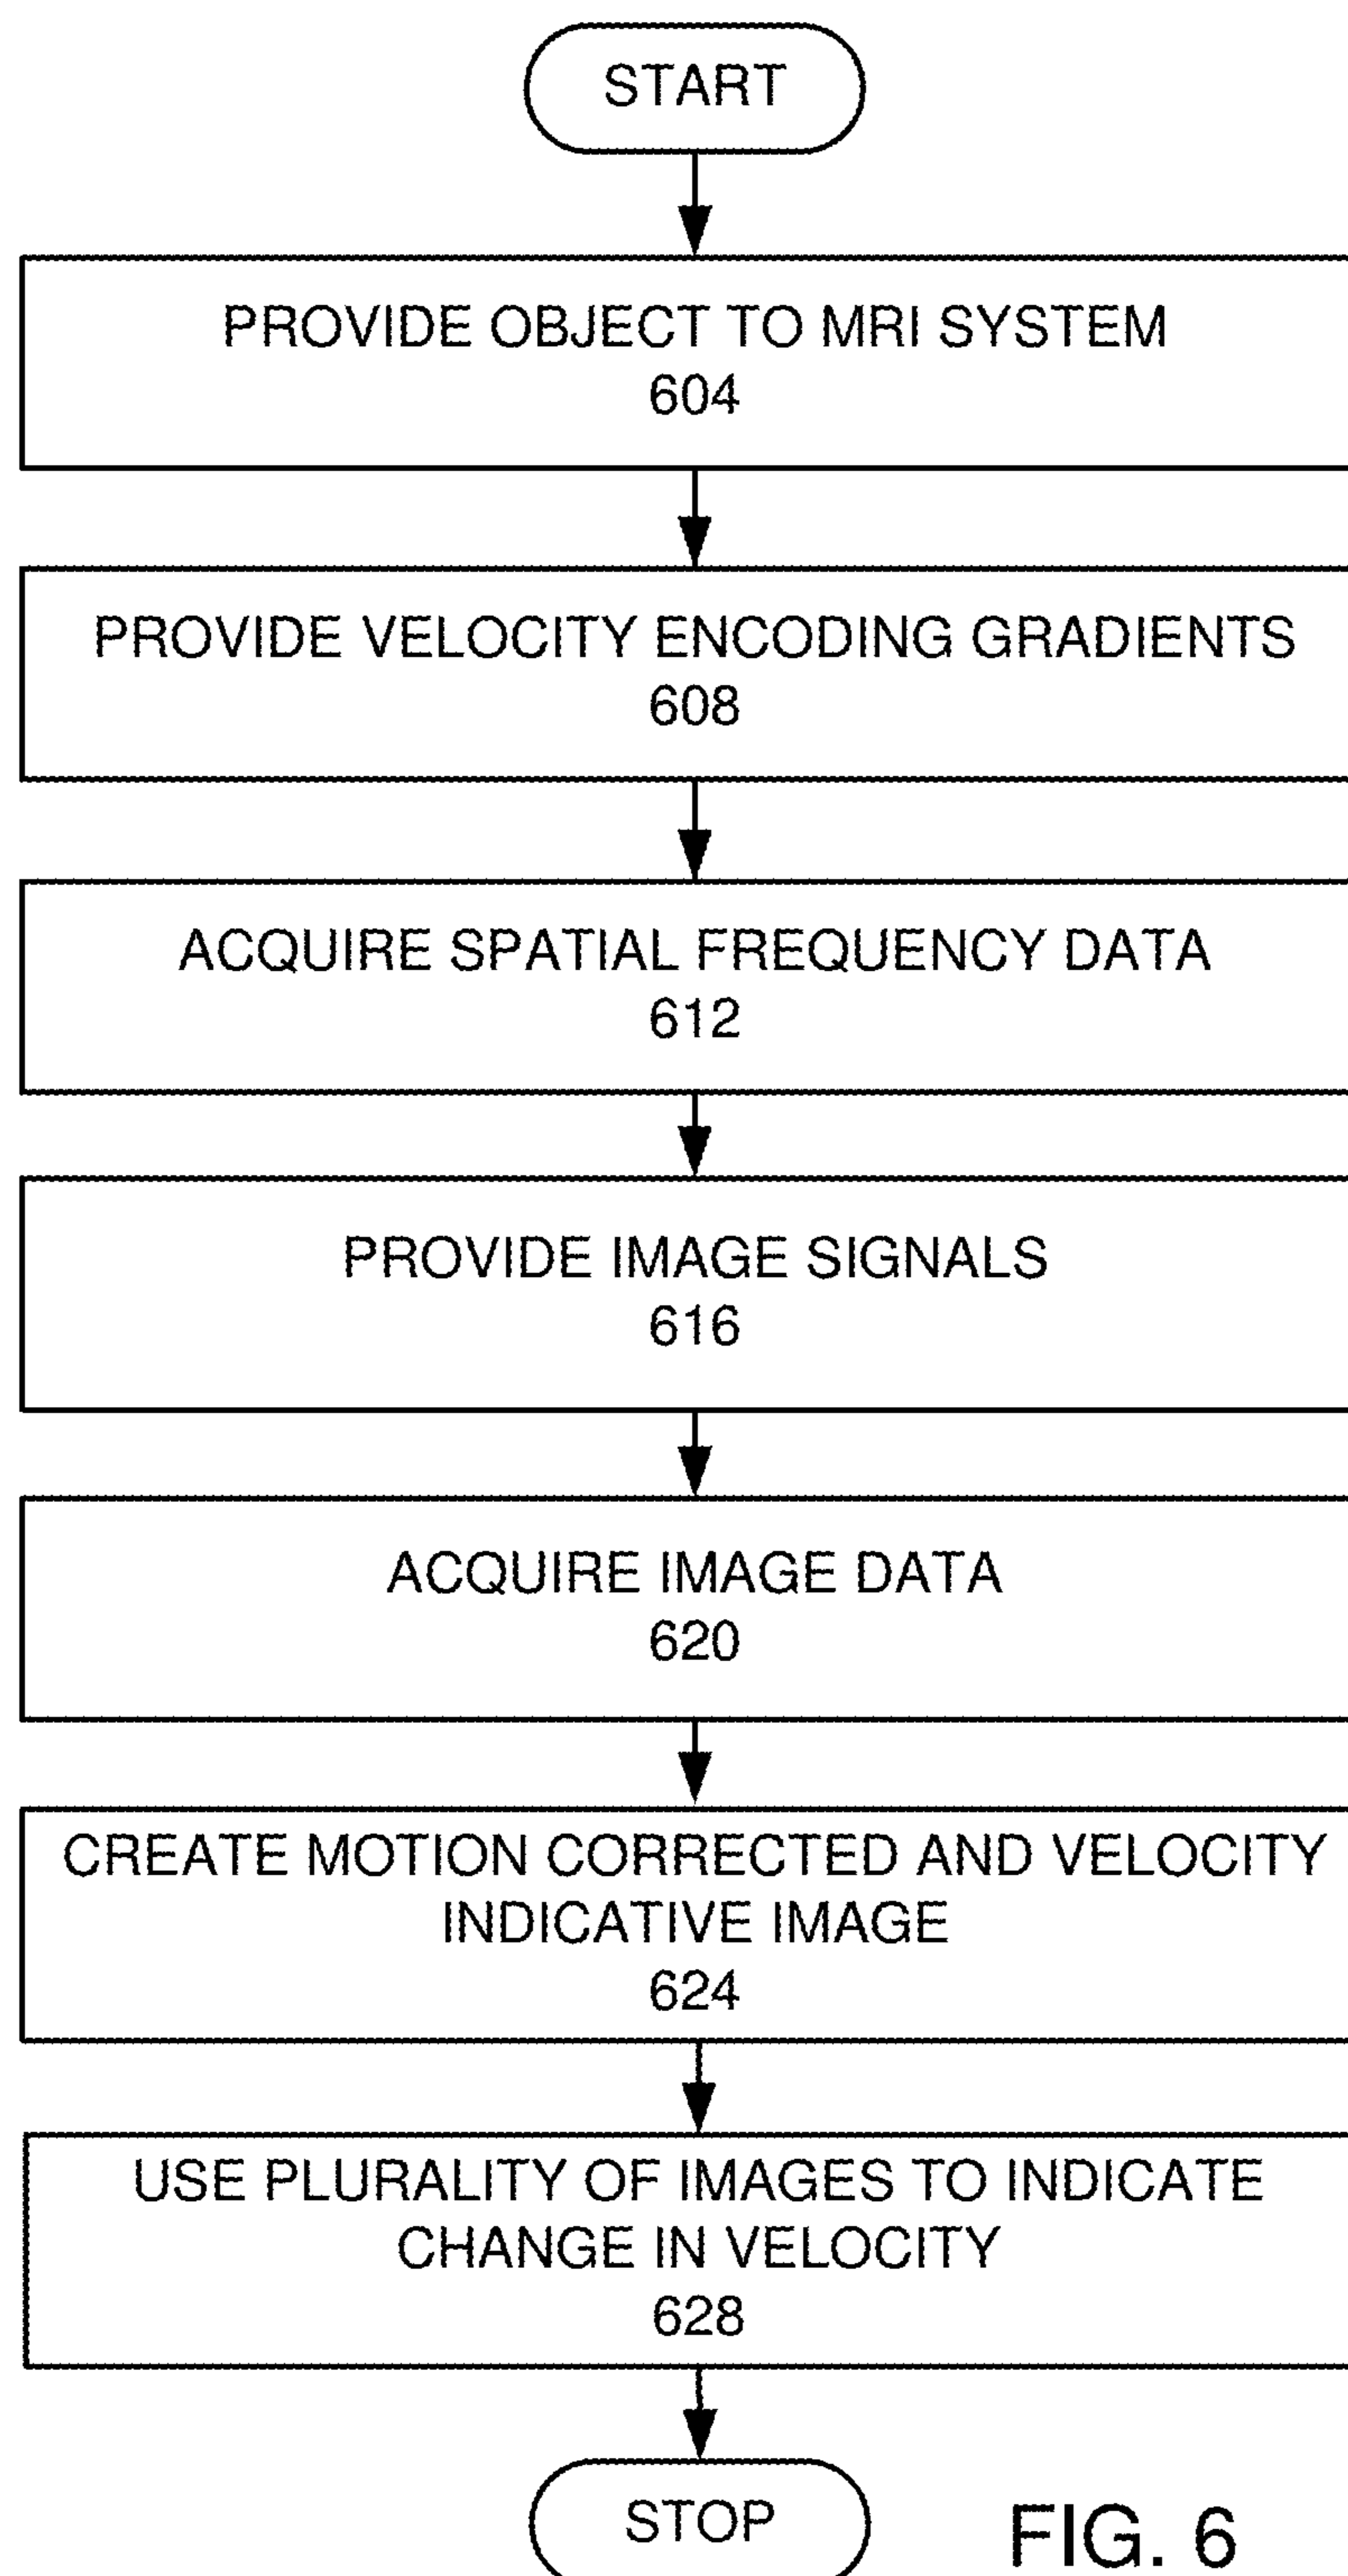 START
PROVIDE OBJECT TO MRI SYSTEM
604
PROVIDE VELOCITY ENCODING GRADIENTS
608
ACQUIRE SPATIAL FREQUENCY DATA
612
PROVIDE IMAGE SIGNALS
616
ACQUIRE IMAGE DATA
620
CREATE MOTION CORRECTED AND VELOCITY
INDICATIVE IMAGE
624
USE PLURALITY OF IMAGES TO INDICATE
CHANGE IN VELOCITY
628
STOP
FIG. 6